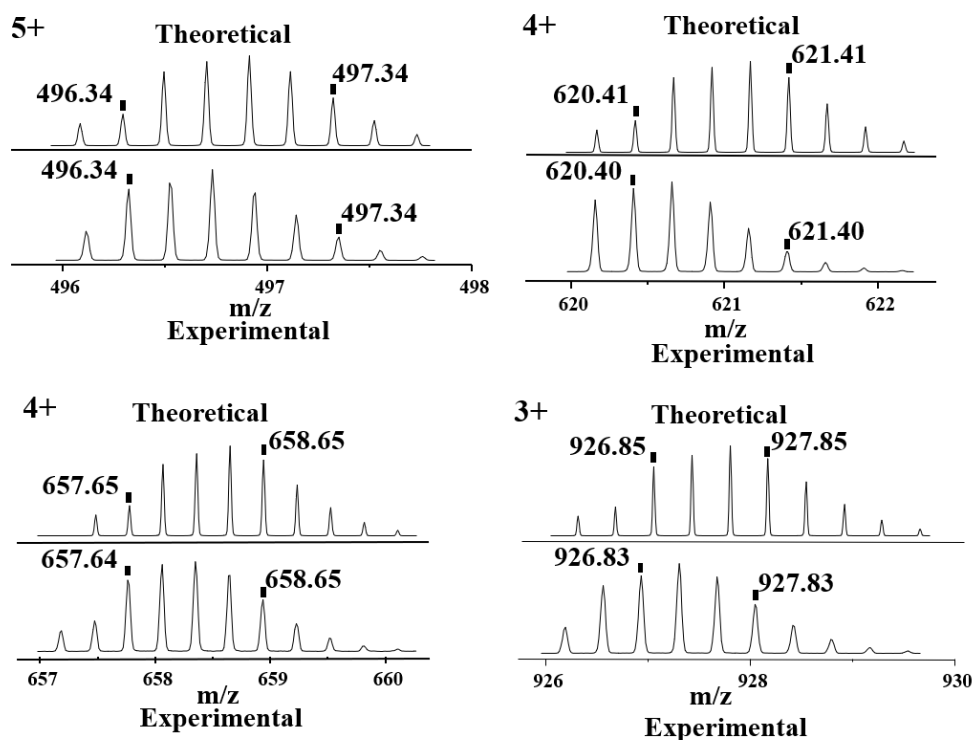 5+
Theoretical
496.34
497.34
496.34
497.34
496
497
498
m/z
Experimental
4+
Theoretical
620.41
621.41
620.40
621.40
620
621
622
m/z
Experimental
4+
Theoretical
657.65
658.65
657.64
658.65
657
658
659
660
m/z
Experimental
3+
Theoretical
926.85
927.85
926.83
927.83
926
928
930
m/z
Experimental